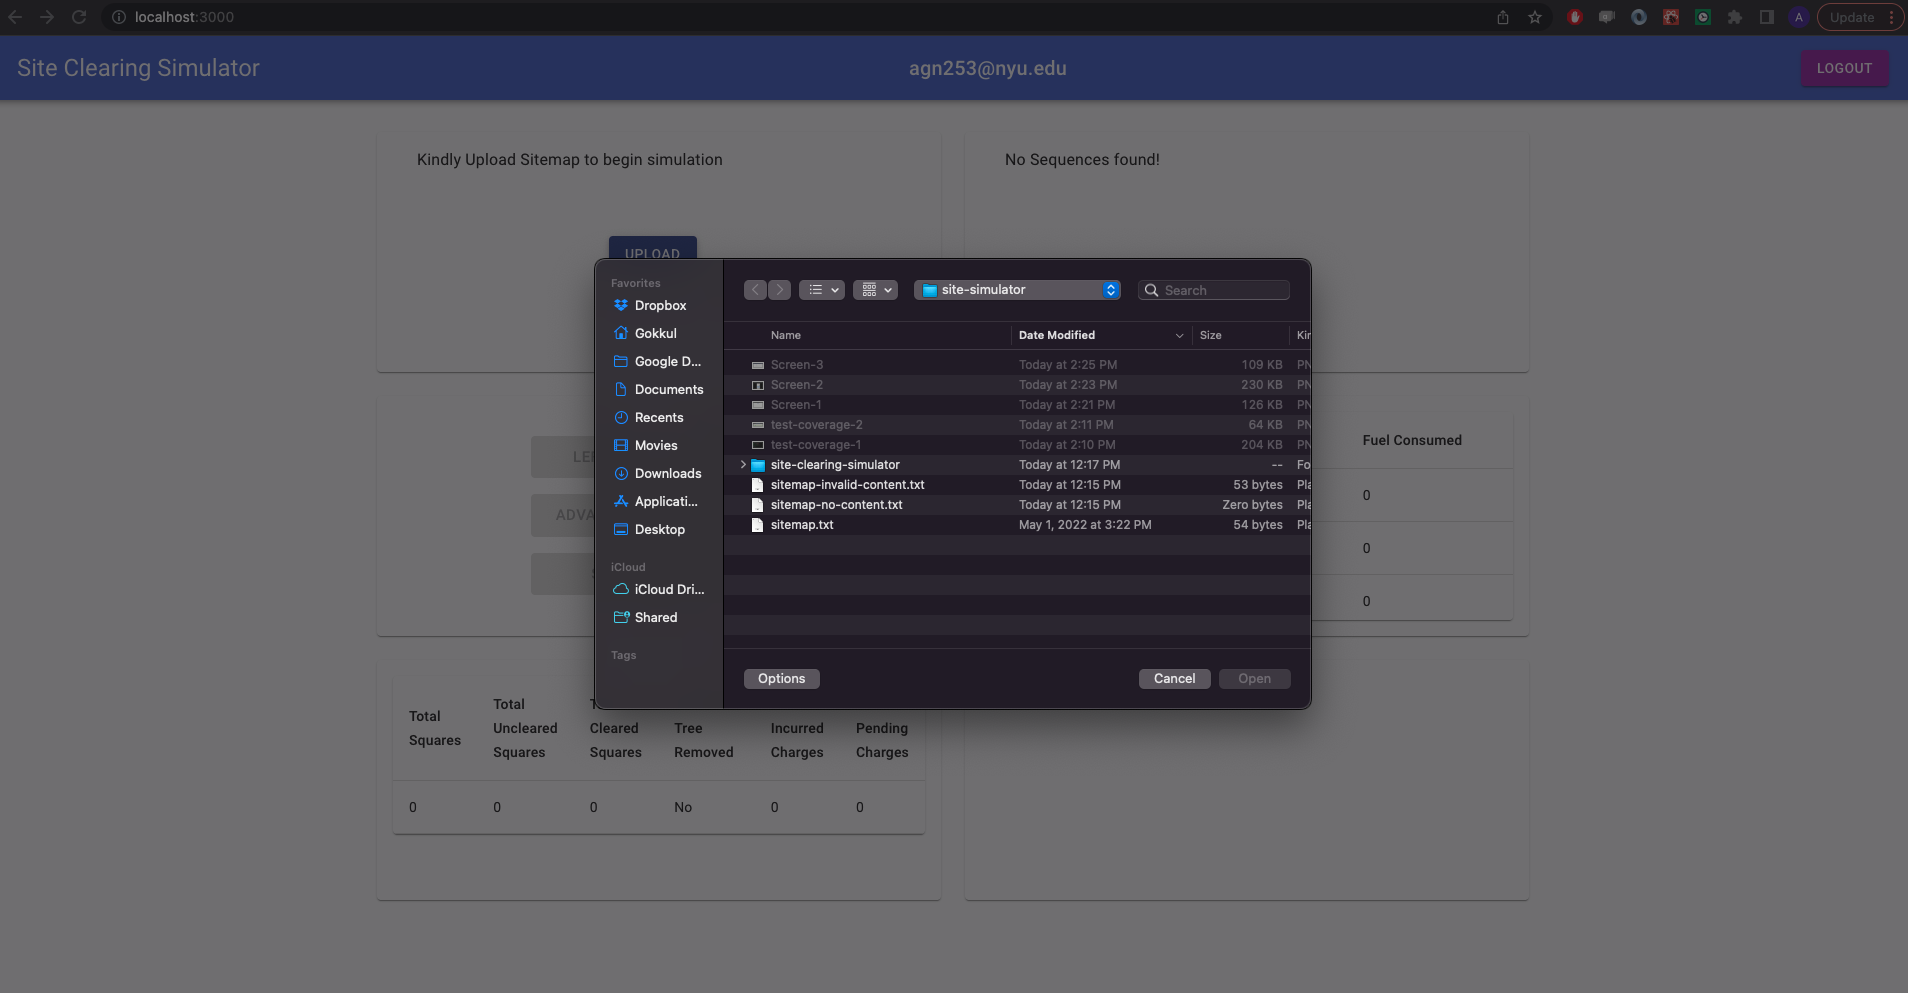 localhost:3000
A
Update
Site Clearing Simulator
agn253@nyu.edu
LOGOUT
Kindly Upload Sitemap to begin simulation
No Sequences found!
UPLOAD
Favorites
Dropbox
Gokkul
Google D...
Documents
Recents
Movies
Downloads
Applicati...
Desktop
iCloud
iCloud Dri...
Shared
Tags
site-simulator
Search
Name Date Modified Size
Screen-3 Today at 2:25 PM 109 KB PN
Screen-2 Today at 2:23 PM 230 KB PN
Screen-1 Today at 2:21 PM 126 KB PN
test-coverage-2 Today at 2:11 PM 64 KB PN
test-coverage-1 Today at 2:10 PM 204 KB PN
site-clearing-simulator Today at 12:17 PM -- Fo
sitemap-invalid-content.txt Today at 12:15 PM 53 bytes Pla
sitemap-no-content.txt Today at 12:15 PM Zero bytes Pla
sitemap.txt May 1, 2022 at 3:22 PM 54 bytes Pla
Options
Cancel
Open
ADVA
Fuel Consumed
0
0
0
Total Squares
Total Uncleared Squares
Cleared Squares
Tree Removed
Incurred Charges
Pending Charges
0 0 0 No 0 0